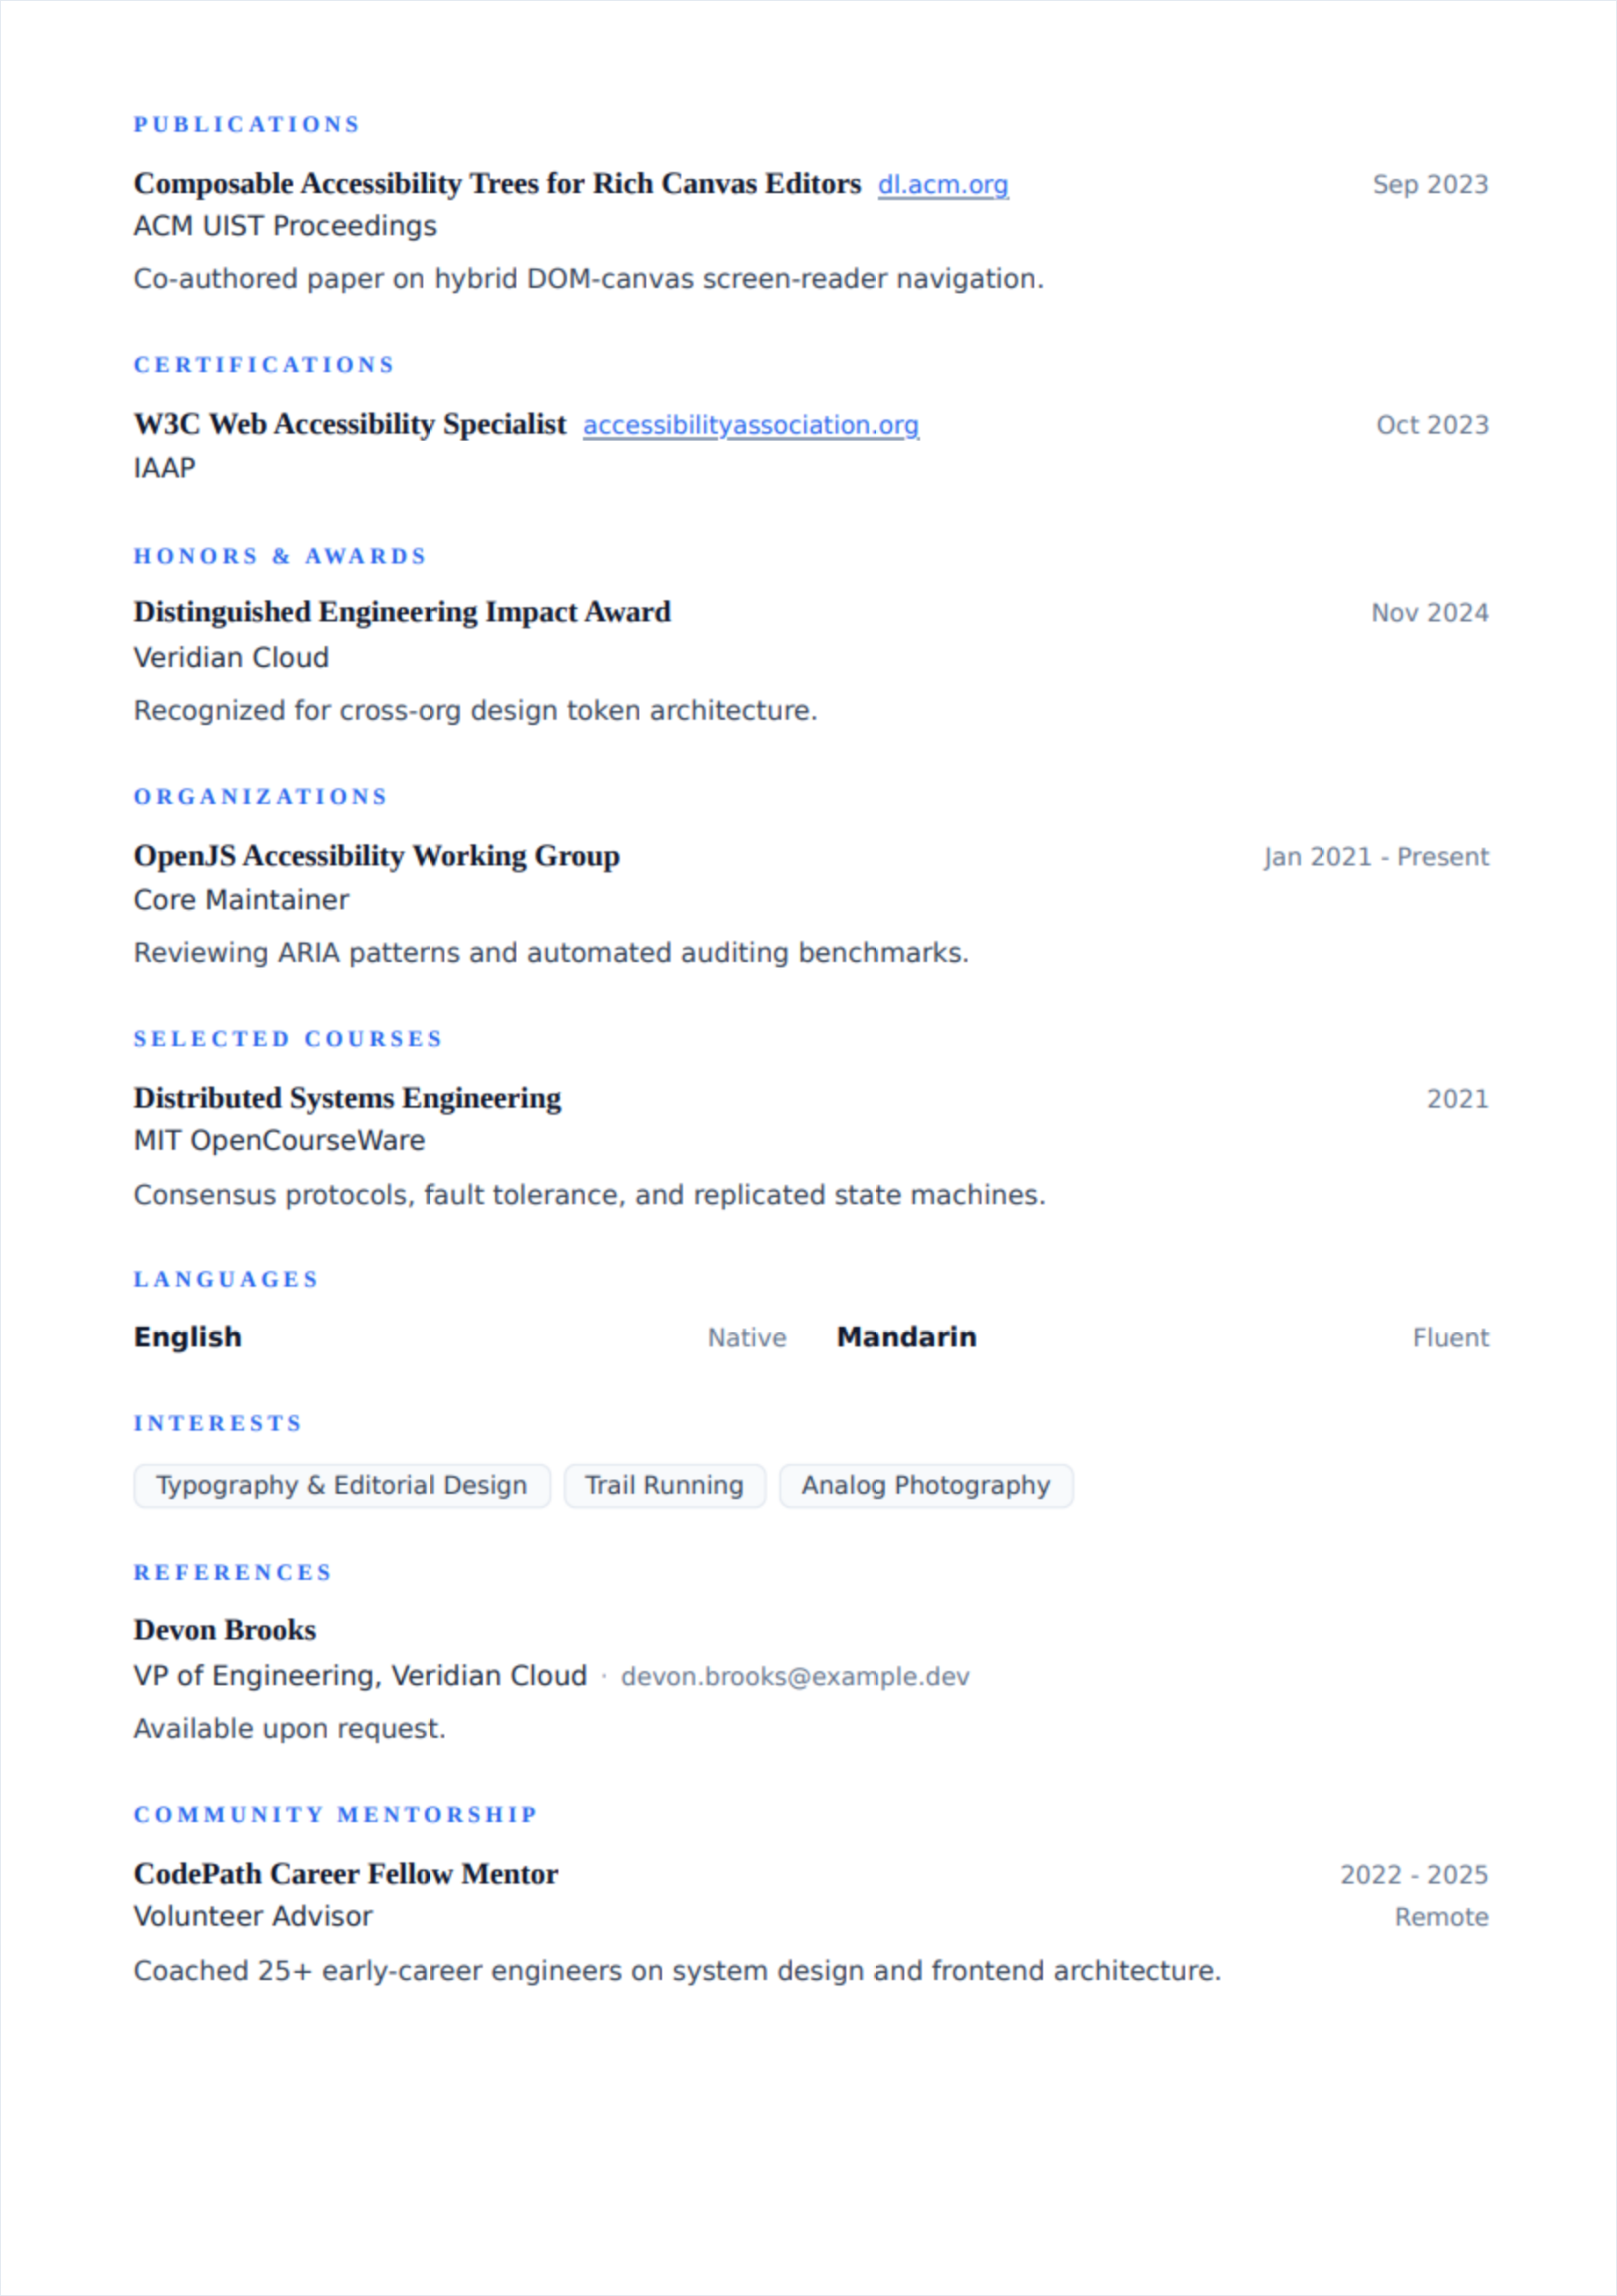 PUBLICATIONS
Composable Accessibility Trees for Rich Canvas Editors dl.acm.org Sep 2023
ACM UIST Proceedings
Co-authored paper on hybrid DOM-canvas screen-reader navigation.
CERTIFICATIONS
W3C Web Accessibility Specialist accessibilityassociation.org Oct 2023
IAAP
HONORS & AWARDS
Distinguished Engineering Impact Award Nov 2024
Veridian Cloud
Recognized for cross-org design token architecture.
ORGANIZATIONS
OpenJS Accessibility Working Group Jan 2021 - Present
Core Maintainer
Reviewing ARIA patterns and automated auditing benchmarks.
SELECTED COURSES
Distributed Systems Engineering 2021
MIT OpenCourseWare
Consensus protocols, fault tolerance, and replicated state machines.
LANGUAGES
English Native Mandarin Fluent
INTERESTS
Typography & Editorial Design Trail Running Analog Photography
REFERENCES
Devon Brooks
VP of Engineering, Veridian Cloud · devon.brooks@example.dev
Available upon request.
COMMUNITY MENTORSHIP
CodePath Career Fellow Mentor 2022 - 2025
Volunteer Advisor Remote
Coached 25+ early-career engineers on system design and frontend architecture.